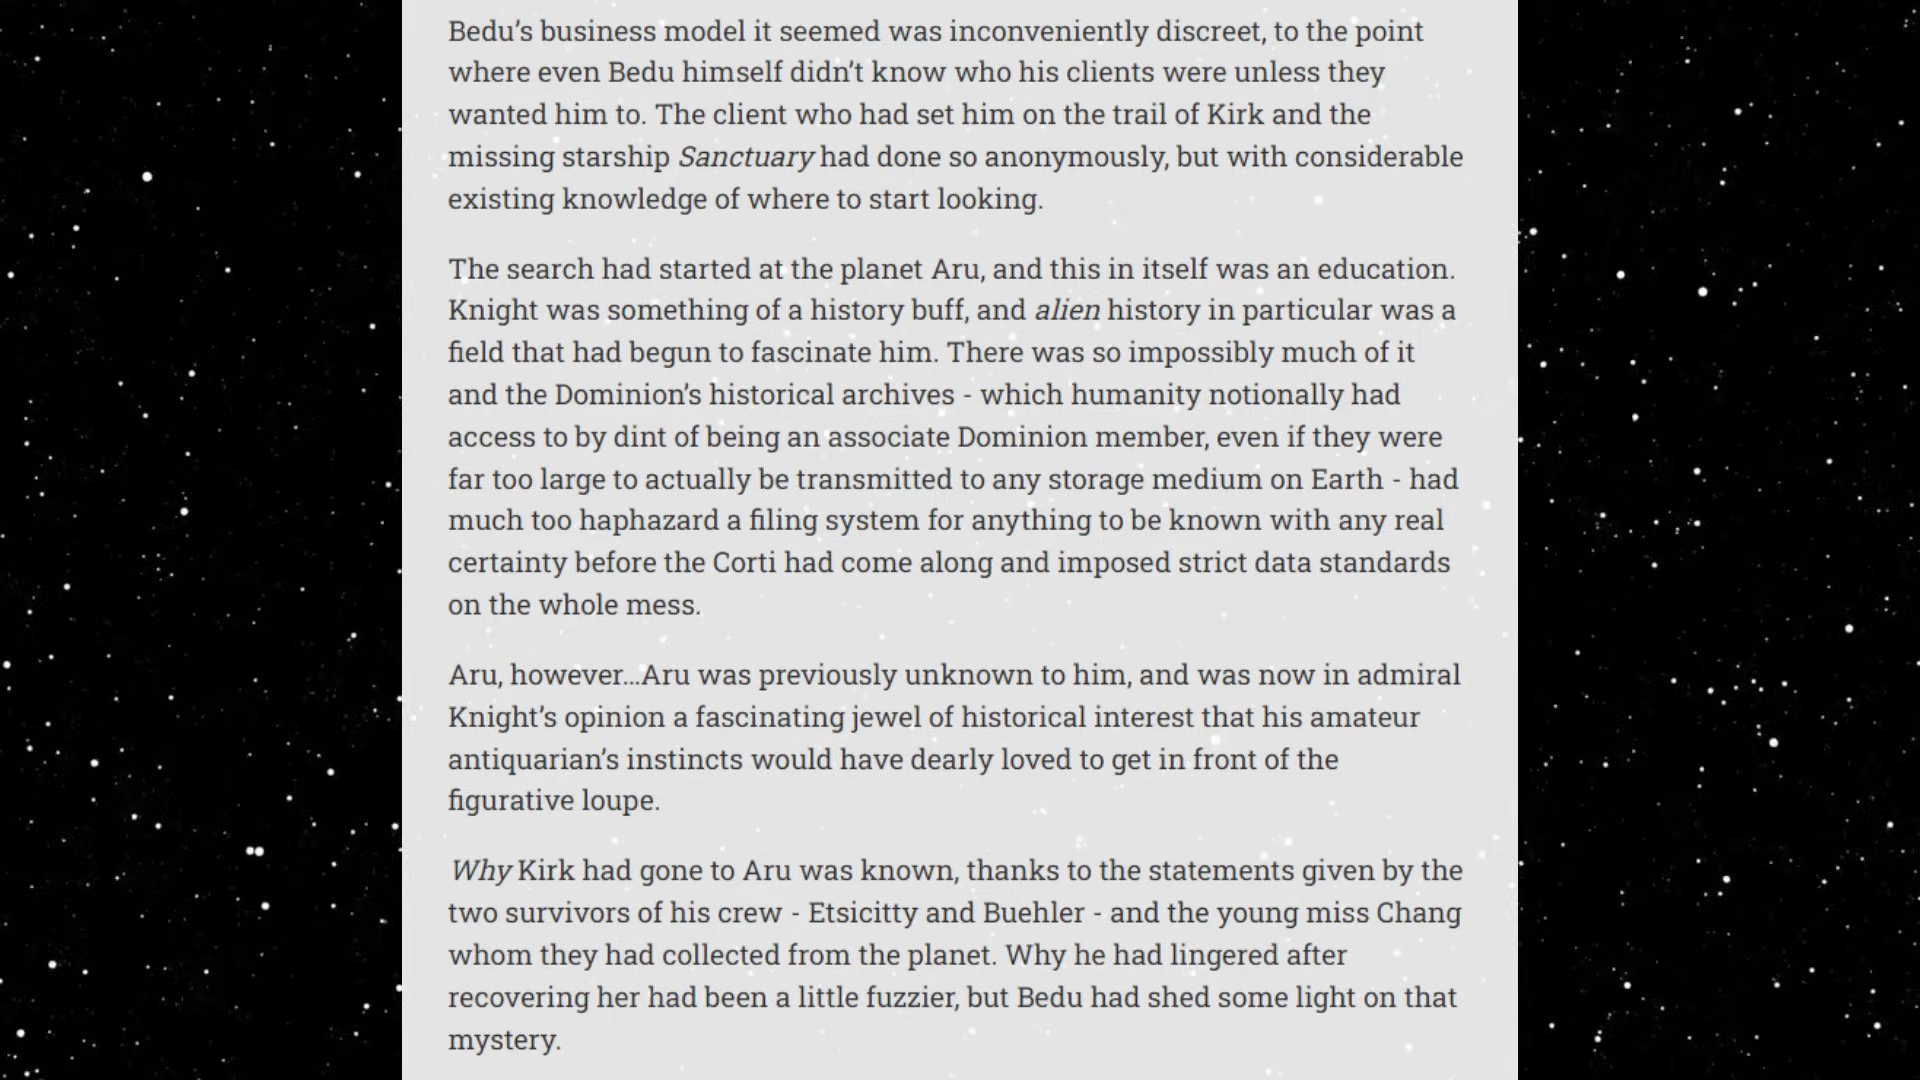 Bedu’s business model it seemed was inconveniently discreet, to the point
where even Bedu himself didn’t know who his clients were unless they
wanted him to. The client who had set him on the trail of Kirk and the
missing starship Sanctuary had done so anonymously, but with considerable
existing knowledge of where to start looking.
The search had started at the planet Aru, and this in itself was an education.
Knight was something of a history buff, and alien history in particular was a
field that had begun to fascinate him. There was so impossibly much of it
and the Dominion’s historical archives - which humanity notionally had
access to by dint of being an associate Dominion member, even if they were
far too large to actually be transmitted to any storage medium on Earth - had
much too haphazard a filing system for anything to be known with any real
certainty before the Corti had come along and imposed strict data standards
on the whole mess.
Aru, however…Aru was previously unknown to him, and was now in admiral
Knight’s opinion a fascinating jewel of historical interest that his amateur
antiquarian’s instincts would have dearly loved to get in front of the
figurative loupe.
Why Kirk had gone to Aru was known, thanks to the statements given by the
two survivors of his crew - Etsicitty and Buehler - and the young miss Chang
whom they had collected from the planet. Why he had lingered after
recovering her had been a little fuzzier, but Bedu had shed some light on that
mystery.